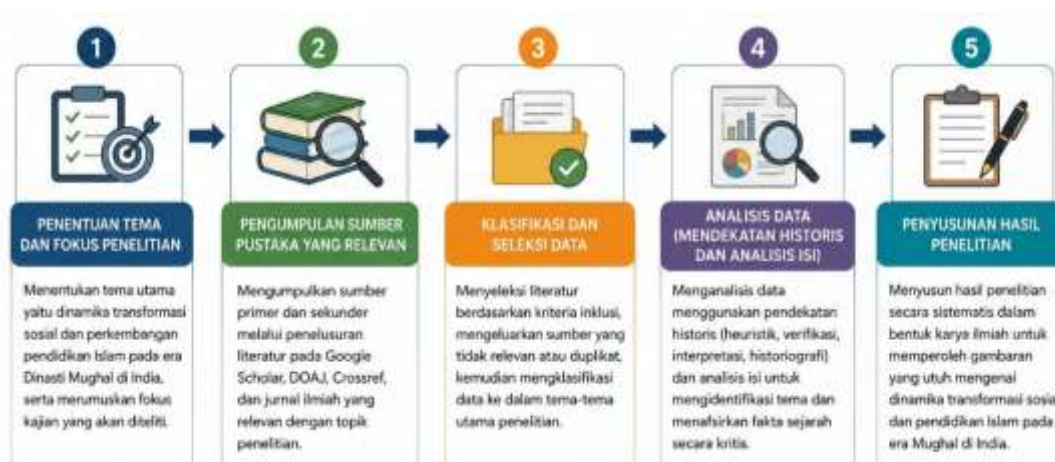 1
PENENTUAN TEMA
DAN FOKUS PENELITIAN
Menentukan tema utama
yaitu dinamika transformasi
sosial dan perkembangan
pendidikan Islam pada era
Dinasti Mughal di India,
serta merumuskan fokus
kajian yang akan diteliti.
2
PENGUMPULAN SUMBER
PUSTAKA YANG RELEVAN
Mengumpulkan sumber
primer dan sekunder
melalui penelusuran
literatur pada Google
Scholar, DOAJ, Crossref,
dan jurnal ilmiah yang
relevan dengan topik
penelitian.
3
KLASIFIKASI DAN
SELEKSI DATA
Menyeleksi literatur
berdasarkan kriteria inklusi,
mengeluarkan sumber yang
tidak relevan atau duplikat,
kemudian mengklasifikasi
data ke dalam tema-tema
utama penelitian.
4
ANALISIS DATA
(MENDEKATAN HISTORIS
DAN ANALISIS ISI)
Menganalisis data
menggunakan pendekatan
historis (heuristik, verifikasi,
interpretasi, historiografi)
dan analisis isi untuk
mengidentifikasi tema dan
menafsirkan fakta sejarah
secara kritis.
5
PENYUSUNAN HASIL
PENELITIAN
Menyusun hasil penelitian
secara sistematis dalam
bentuk karya ilmiah untuk
memperoleh gambaran
yang utuh mengenai
dinamika transformasi sosia
dan pendidikan Islam pada
era Mughal di India.